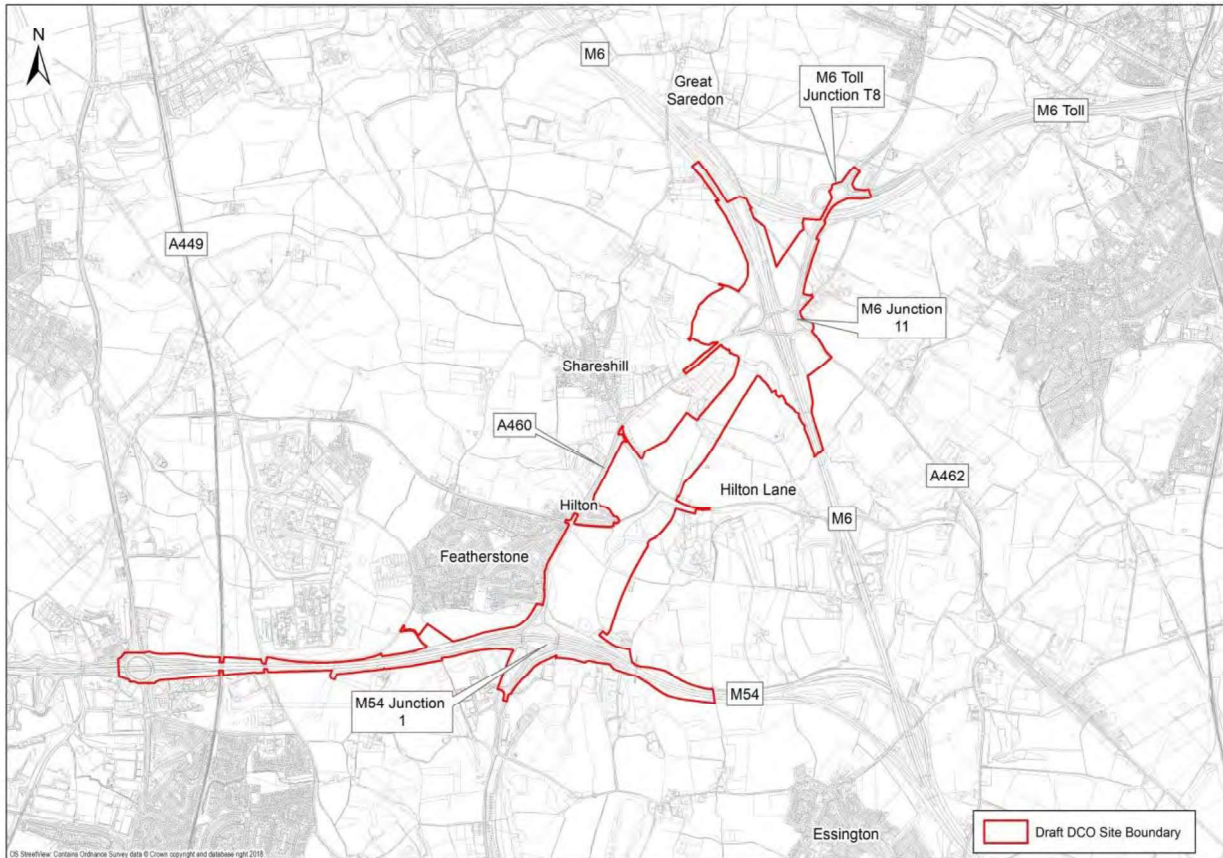 N
M6
Great
Saredon
M6 Toll
Junction T8
M6 Toll
A449
M6 Junction
11
Shareshill
A460
Hilton Lane
A462
Hilton
M6
Featherstone
M54 Junction
1
M54
Essington
Draft DCO Site Boundary
OS StreetView: Contains Ordnance Survey data © Crown copyright and database right 2018